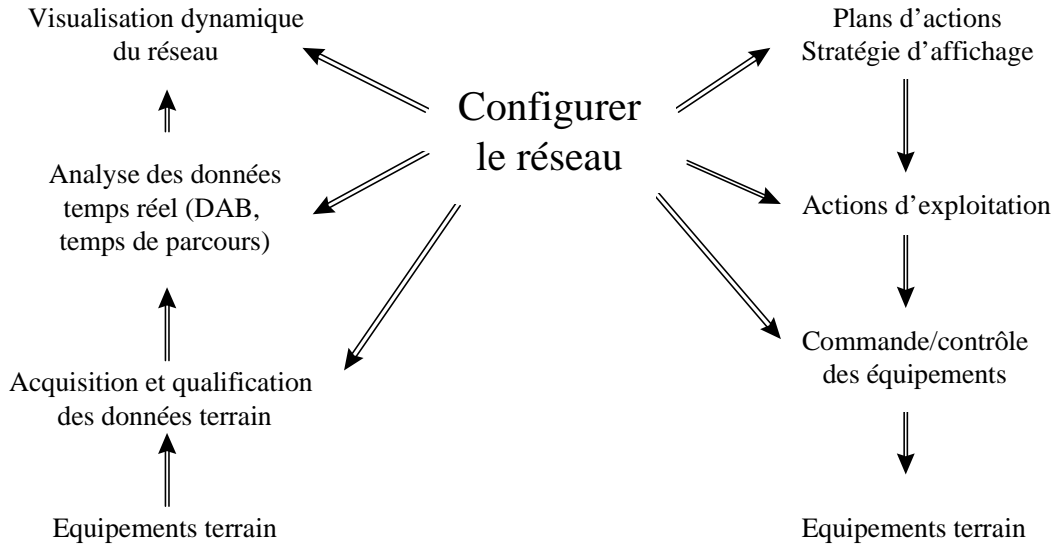 Visualisation dynamique
du réseau
Analyse des données
temps réel (DAB,
temps de parcours)
Acquisition et qualification
des données terrain
Equipements terrain
Configurer
le réseau
Plans d’actions
Stratégie d’affichage
Actions d’exploitation
Commande/contrôle
des équipements
Equipements terrain